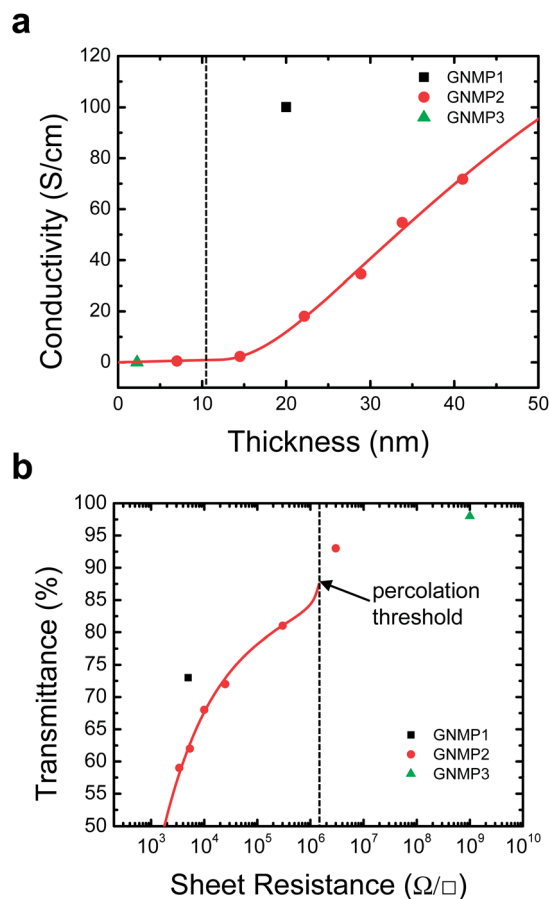 a
120
100
80
60
40
20
0
Conductivity (S/cm)
GNMP1
GNMP2
GNMP3
0 10 20 30 40 50
Thickness (nm)
b
100
95
90
85
80
75
70
65
60
55
50
Transmittance (%)
percolation
threshold
GNMP1
GNMP2
GNMP3
10³ 10⁴ 10⁵ 10⁶ 10⁷ 10⁸ 10⁹ 10¹⁰
Sheet Resistance (Ω/□)